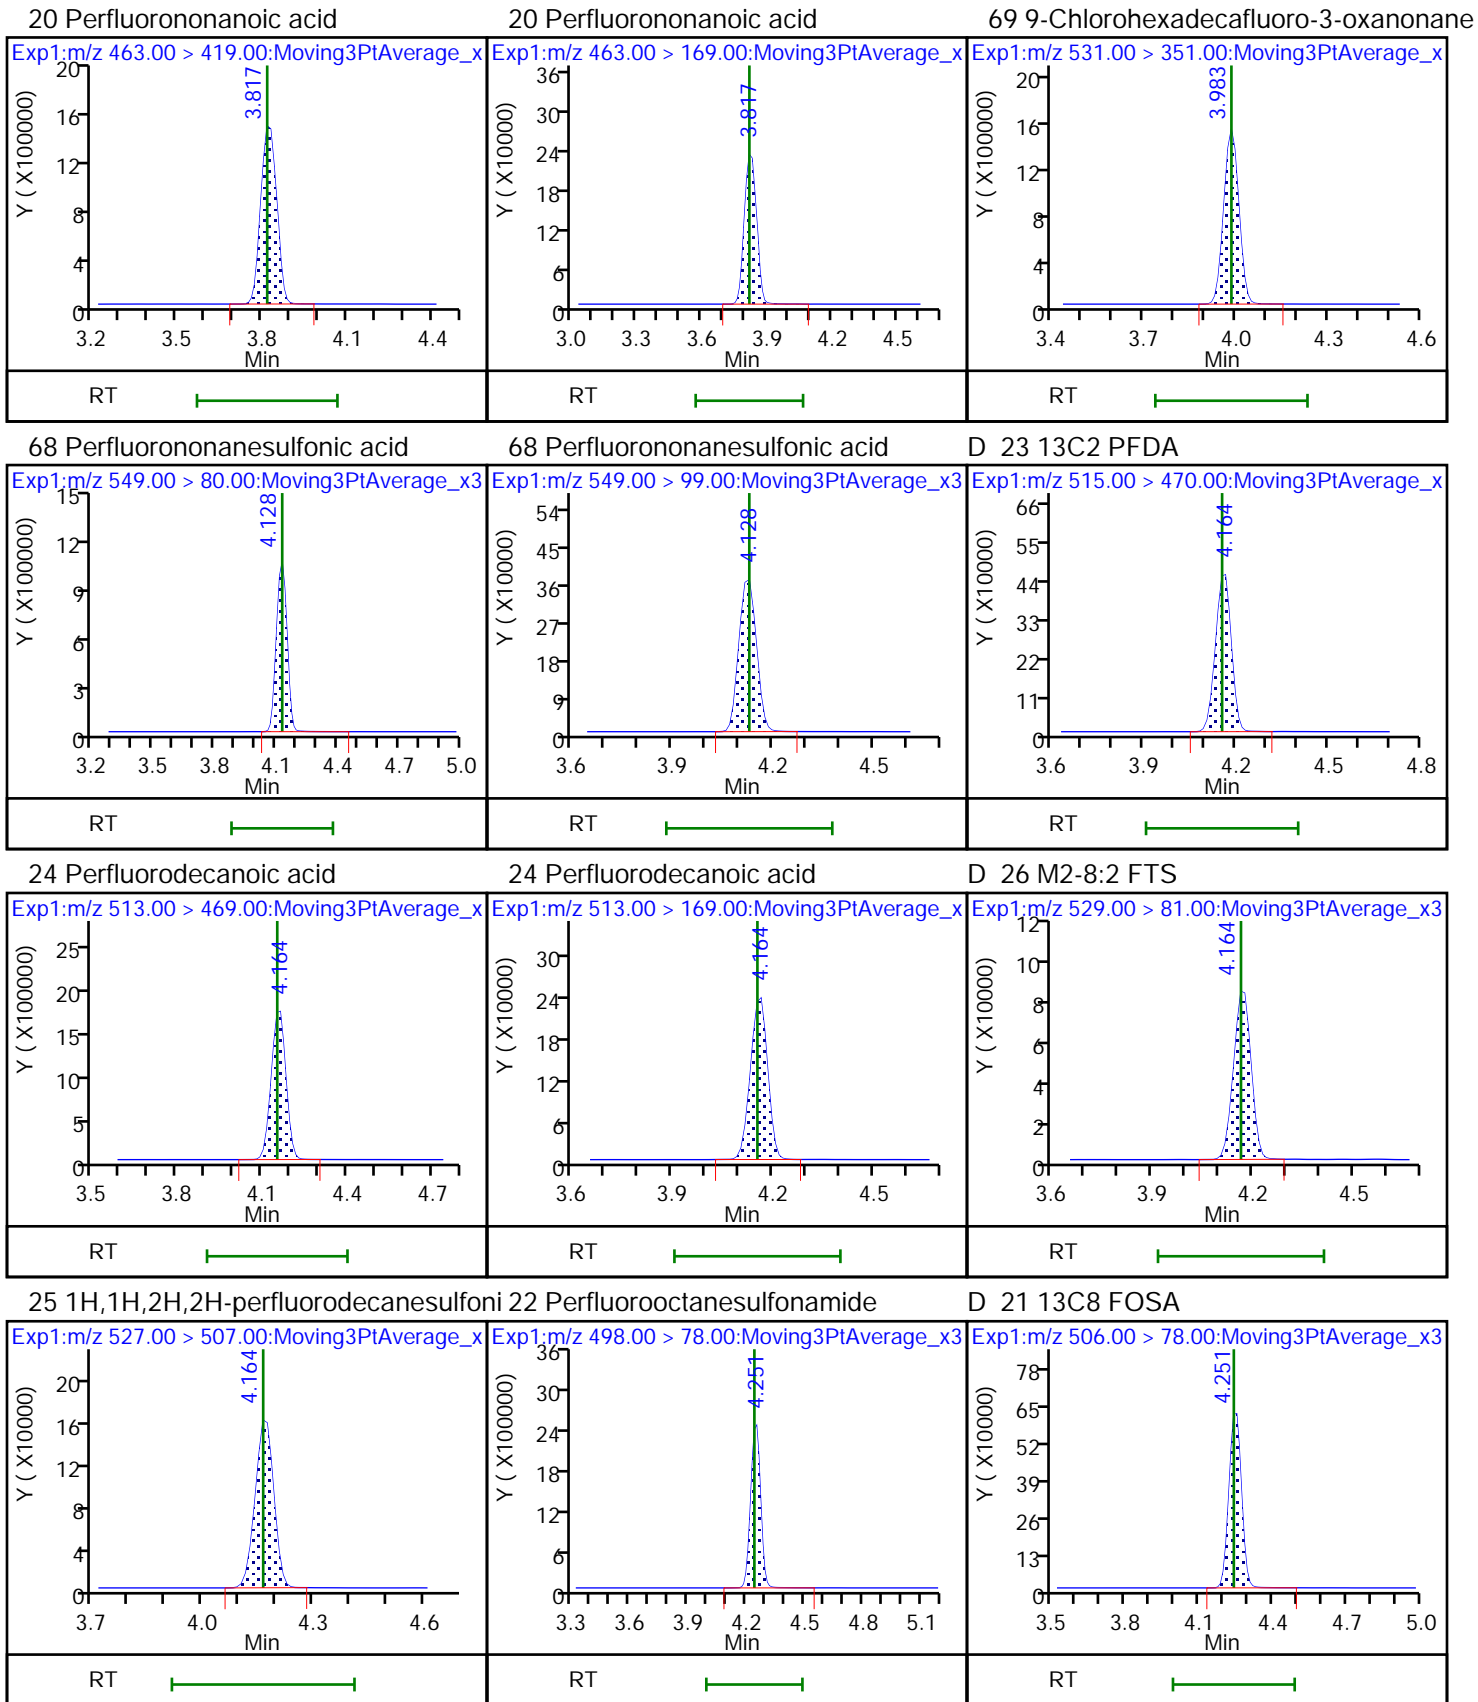 20 Perfluorononanoic acid
20 Perfluorononanoic acid
69 9-Chlorohexadecafluoro-3-oxanonane
Exp1:m/z 463.00 > 419.00:Moving3PtAverage_x
Exp1:m/z 463.00 > 169.00:Moving3PtAverage_x
Exp1:m/z 531.00 > 351.00:Moving3PtAverage_x
Y ( X100000)
20
16
12
8
4
0
3.817
3.2 3.5 3.8 4.1 4.4
Min
RT
Y ( X10000)
36
30
24
18
12
6
0
3.817
3.0 3.3 3.6 3.9 4.2 4.5
Min
RT
Y ( X100000)
20
16
12
8
4
0
3.983
3.4 3.7 4.0 4.3 4.6
Min
RT
68 Perfluorononanesulfonic acid
68 Perfluorononanesulfonic acid
D 23 13C2 PFDA
Exp1:m/z 549.00 > 80.00:Moving3PtAverage_x3
Exp1:m/z 549.00 > 99.00:Moving3PtAverage_x3
Exp1:m/z 515.00 > 470.00:Moving3PtAverage_x
Y ( X100000)
15
12
9
6
3
0
4.128
3.2 3.5 3.8 4.1 4.4 4.7 5.0
Min
RT
Y ( X10000)
54
45
36
27
18
9
0
4.128
3.6 3.9 4.2 4.5
Min
RT
Y ( X10000)
66
55
44
33
22
11
0
4.164
3.6 3.9 4.2 4.5 4.8
Min
RT
24 Perfluorodecanoic acid
24 Perfluorodecanoic acid
D 26 M2-8:2 FTS
Exp1:m/z 513.00 > 469.00:Moving3PtAverage_x
Exp1:m/z 513.00 > 169.00:Moving3PtAverage_x
Exp1:m/z 529.00 > 81.00:Moving3PtAverage_x3
Y ( X100000)
25
20
15
10
5
0
4.164
3.5 3.8 4.1 4.4 4.7
Min
RT
Y ( X10000)
30
24
18
12
6
0
4.164
3.6 3.9 4.2 4.5
Min
RT
Y ( X10000)
12
10
8
6
4
2
0
4.164
3.6 3.9 4.2 4.5
Min
RT
25 1H,1H,2H,2H-perfluorodecanesulfoni
22 Perfluorooctanesulfonamide
D 21 13C8 FOSA
Exp1:m/z 527.00 > 507.00:Moving3PtAverage_x
Exp1:m/z 498.00 > 78.00:Moving3PtAverage_x3
Exp1:m/z 506.00 > 78.00:Moving3PtAverage_x3
Y ( X10000)
20
16
12
8
4
0
4.164
3.7 4.0 4.3 4.6
Min
RT
Y ( X100000)
36
30
24
18
12
6
0
4.251
3.3 3.6 3.9 4.2 4.5 4.8 5.1
Min
RT
Y ( X10000)
78
65
52
39
26
13
0
4.251
3.5 3.8 4.1 4.4 4.7 5.0
Min
RT